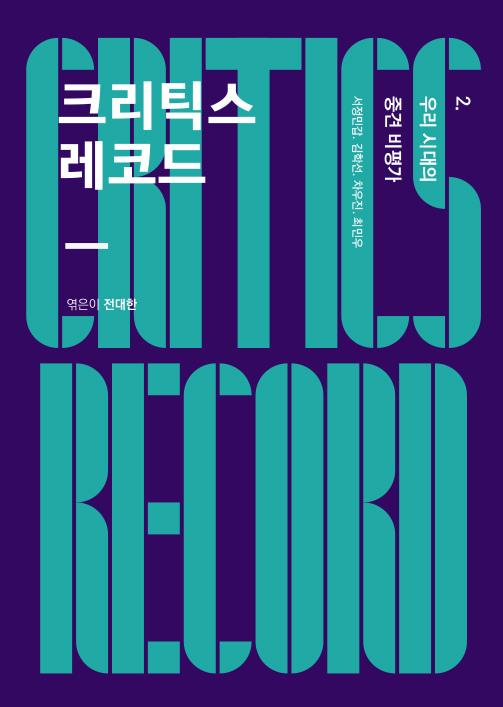 CRITICS
RECORD
크리틱스
레코드
엮은이 전대한
2.
우리 시대의
중견 비평가
서정민갑. 김학선. 차우진. 최민우